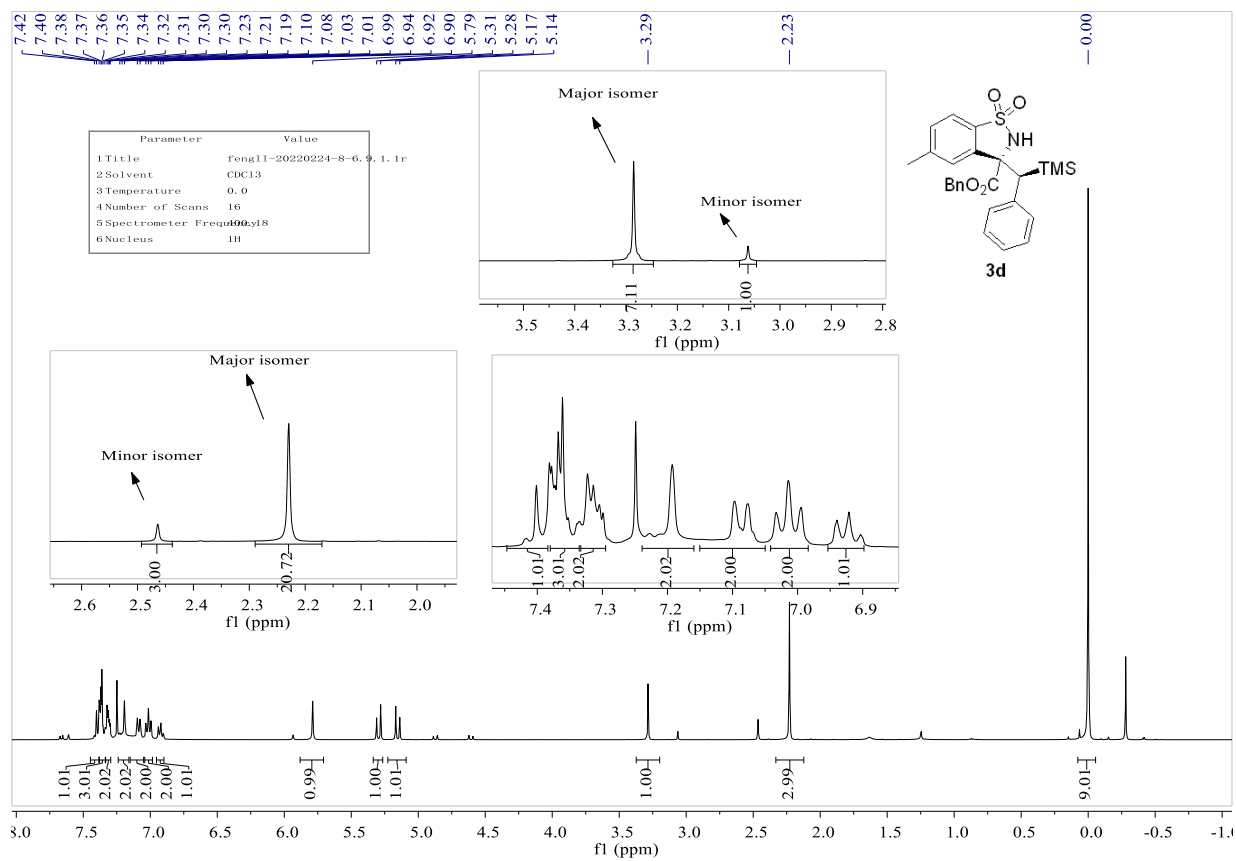 7.42 7.40 7.38 7.37 7.36 7.35 7.34 7.32 7.31 7.30 7.30 7.23 7.21 7.19 7.10 7.08 7.03 7.01 6.99 6.94 6.92 6.90 5.79 5.31 5.28 5.17 5.14 3.29 2.23 0.00
Parameter Value
1 Title fengll-20220224-8-6.9.1.1r
2 Solvent CDCl3
3 Temperature 0.0
4 Number of Scans 16
5 Spectrometer Frequency
6 Nucleus 1H
Major isomer
Minor isomer
7.11 1.00
3.5 3.4 3.3 3.2 3.1 3.0 2.9 2.8
f1 (ppm)
O O
S
NH
TMS
BnO2C
3d
Major isomer
Minor isomer
3.00 20.72
2.6 2.5 2.4 2.3 2.2 2.1 2.0
f1 (ppm)
1.01 3.01 2.02 2.02 2.00 2.00 1.01
7.4 7.3 7.2 7.1 7.0 6.9
f1 (ppm)
1.01 3.01 2.02 2.02 2.00 2.00 1.01 0.99 1.00 1.01 1.00 2.99 9.01
7.0 6.0 5.5 5.0 4.5 4.0 3.5 3.0 2.5 2.0 1.5 1.0 0.5 0.0 -0.5
f1 (ppm)